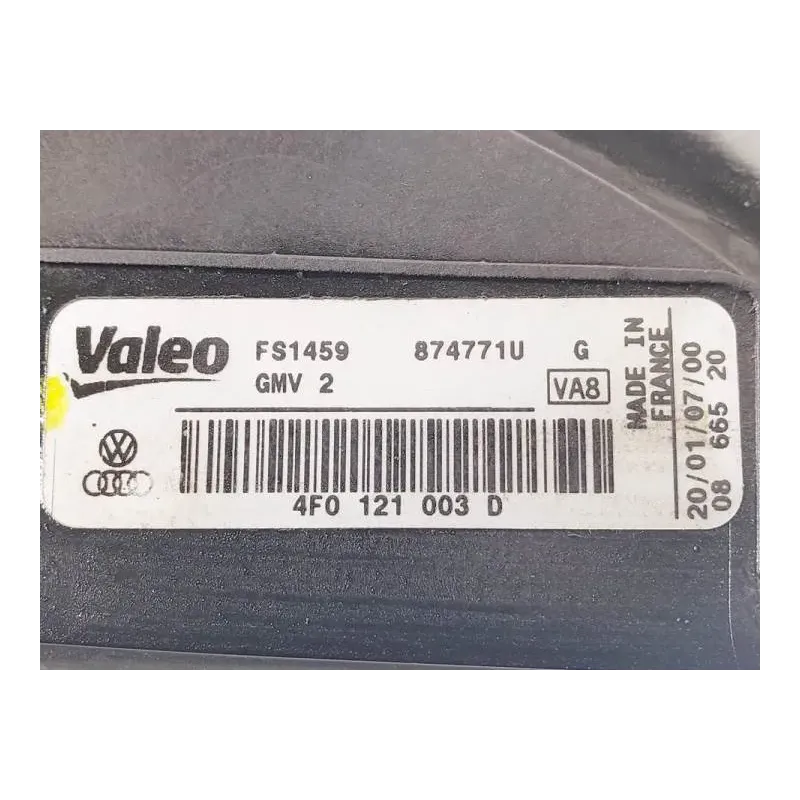 Valeo FS1459 874771U G
GMV 2 VA8
4F0 121 003 D
MADE IN
FRANCE
20/01/07/00
08 665 20